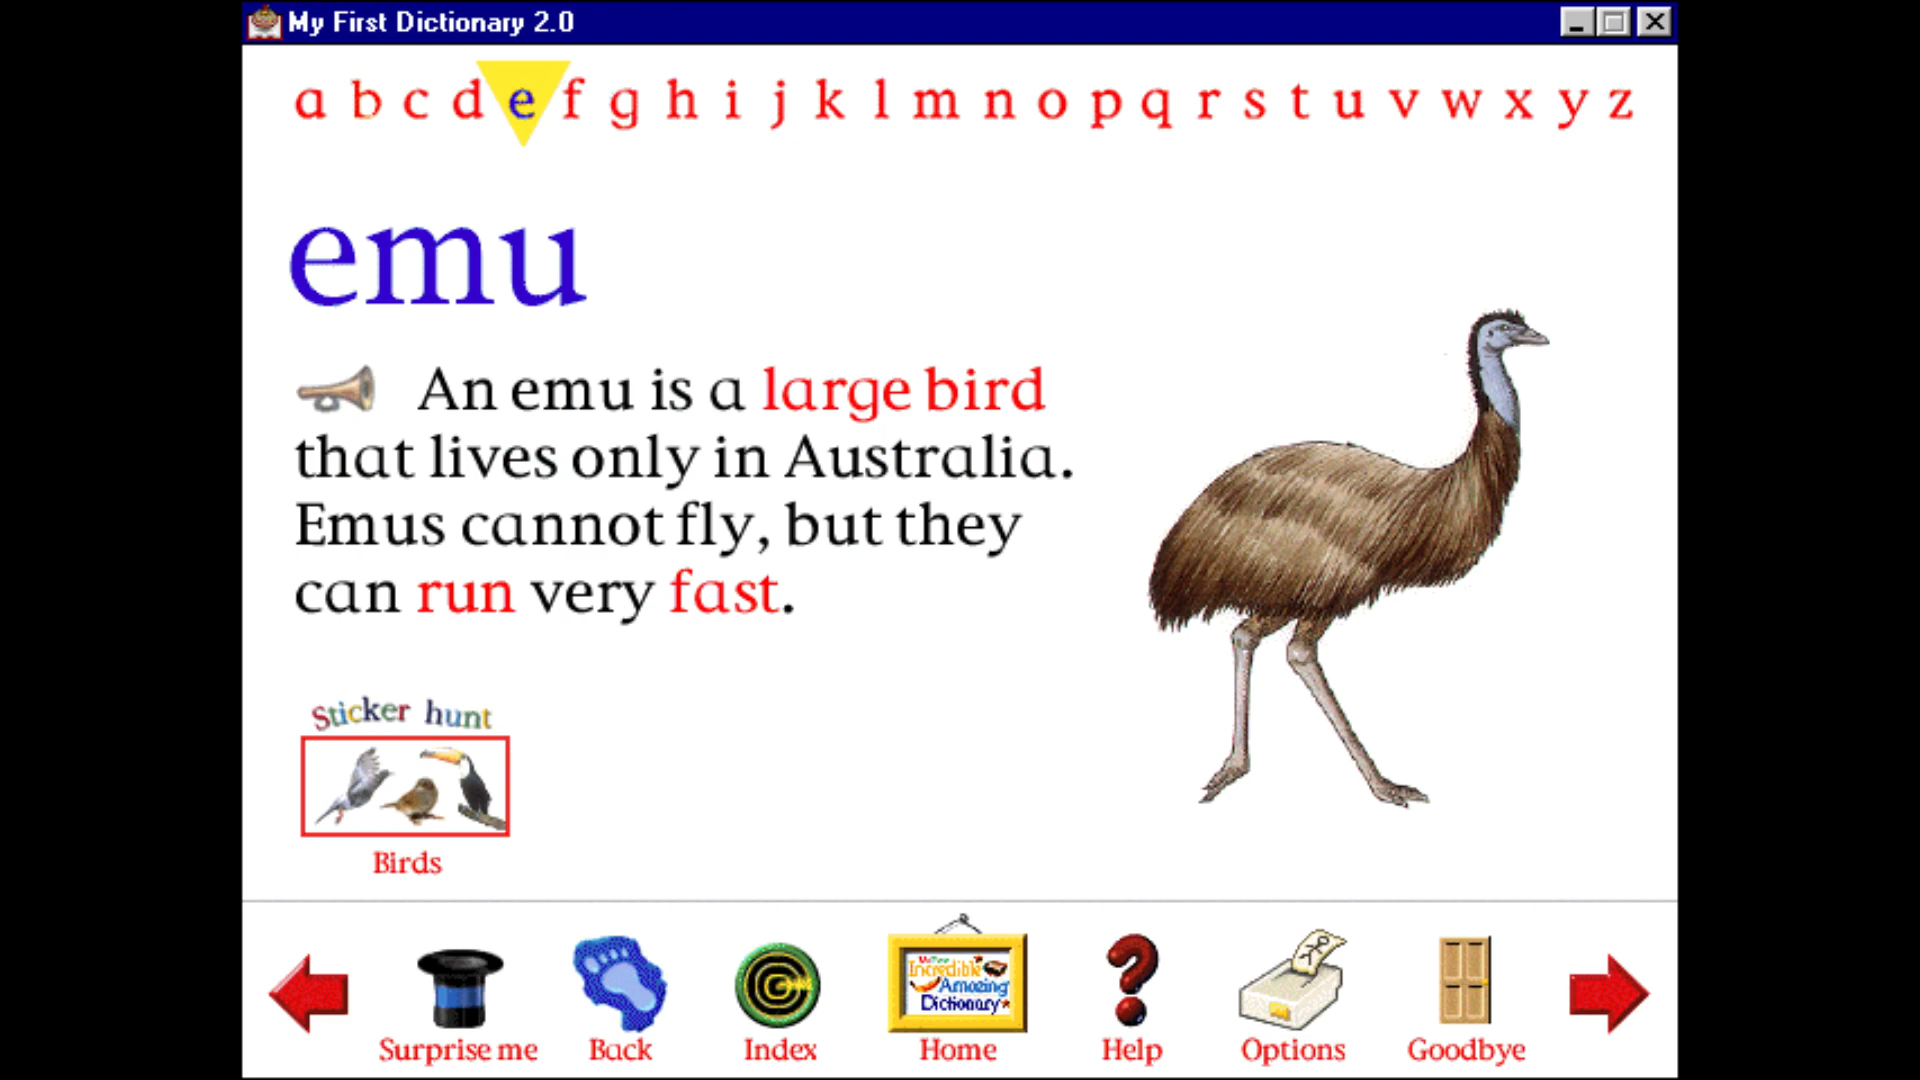 My First Dictionary 2.0
a b c d e f g h i j k l m n o p q r s t u v w x y z
emu
An emu is a large bird
that lives only in Australia.
Emus cannot fly, but they
can run very fast.
Sticker hunt
Birds
My First
Incredible
Amazing
Dictionary
Surprise me
Back
Index
Home
Help
Options
Goodbye